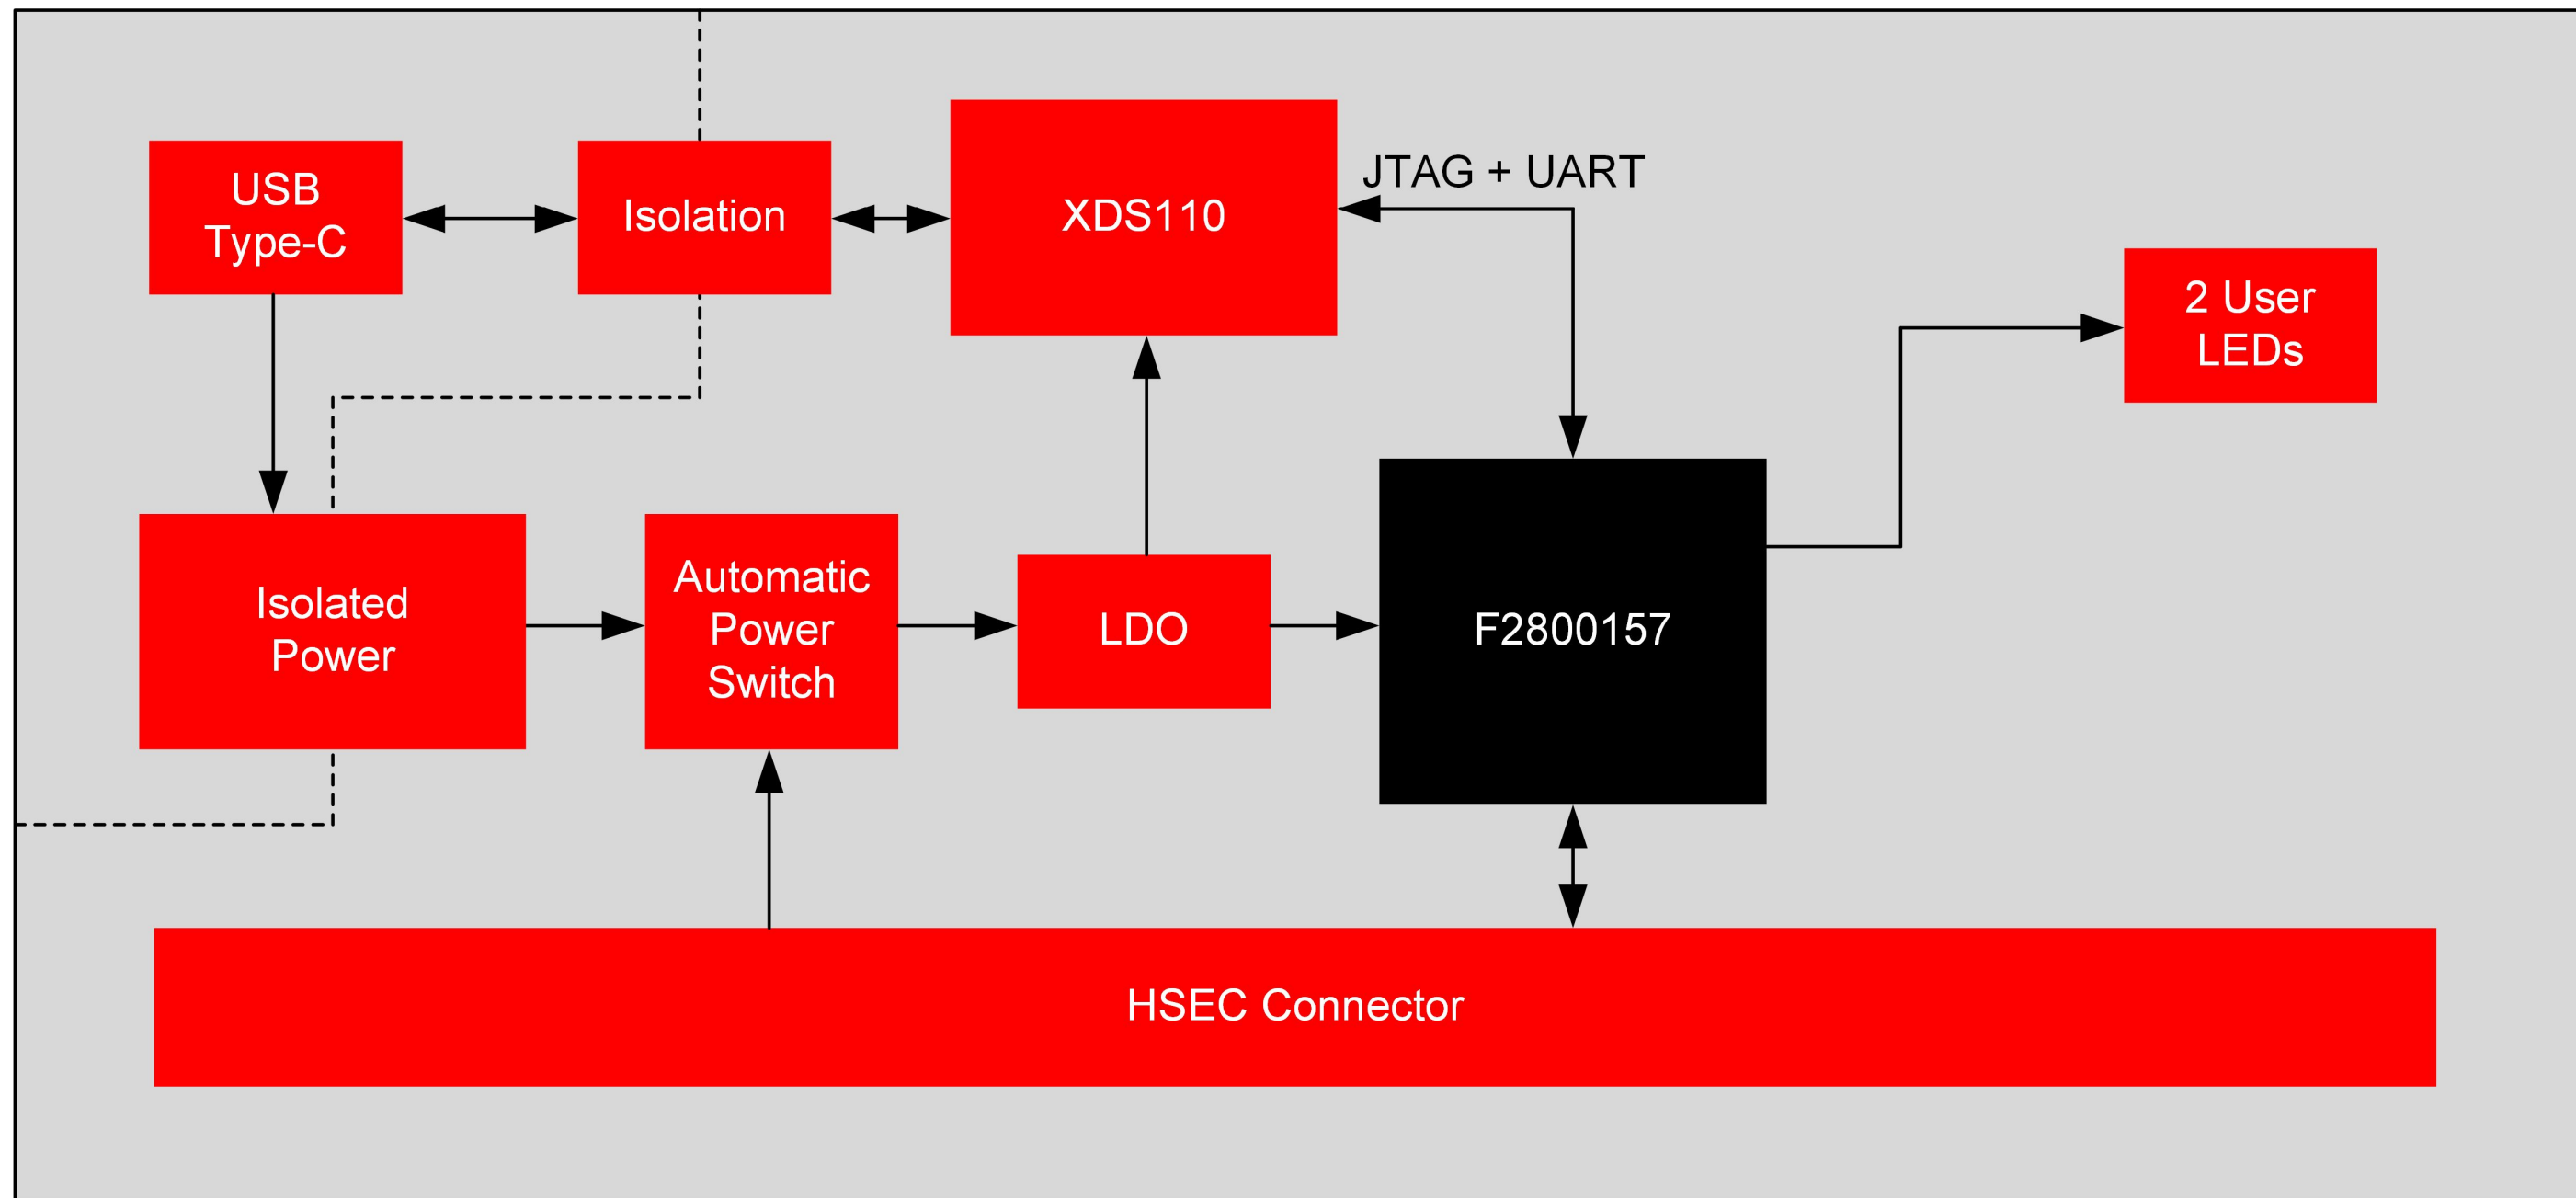 USB
Type-C
Isolation
XDS110
JTAG + UART
2 User
LEDs
Isolated
Power
Automatic
Power
Switch
LDO
F2800157
HSEC Connector